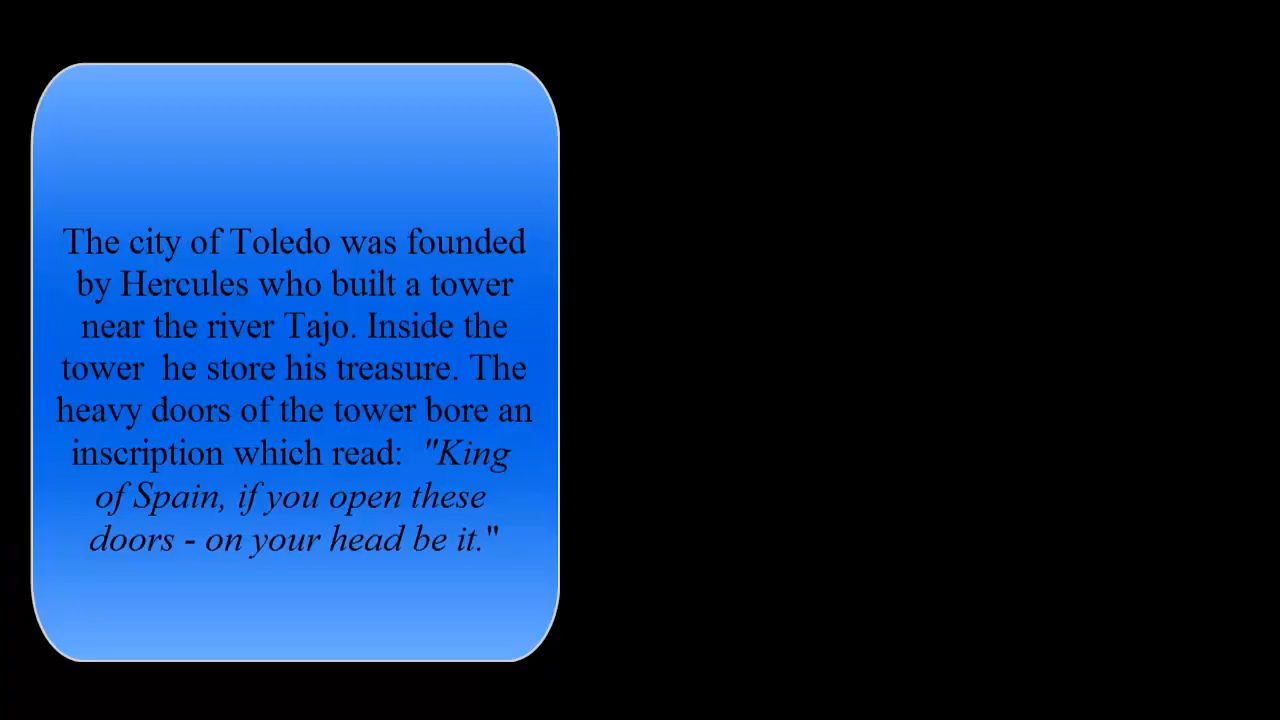 The city of Toledo was founded
by Hercules who built a tower
near the river Tajo. Inside the
tower  he store his treasure. The
heavy doors of the tower bore an
inscription which read:  "King
of Spain, if you open these
doors - on your head be it."